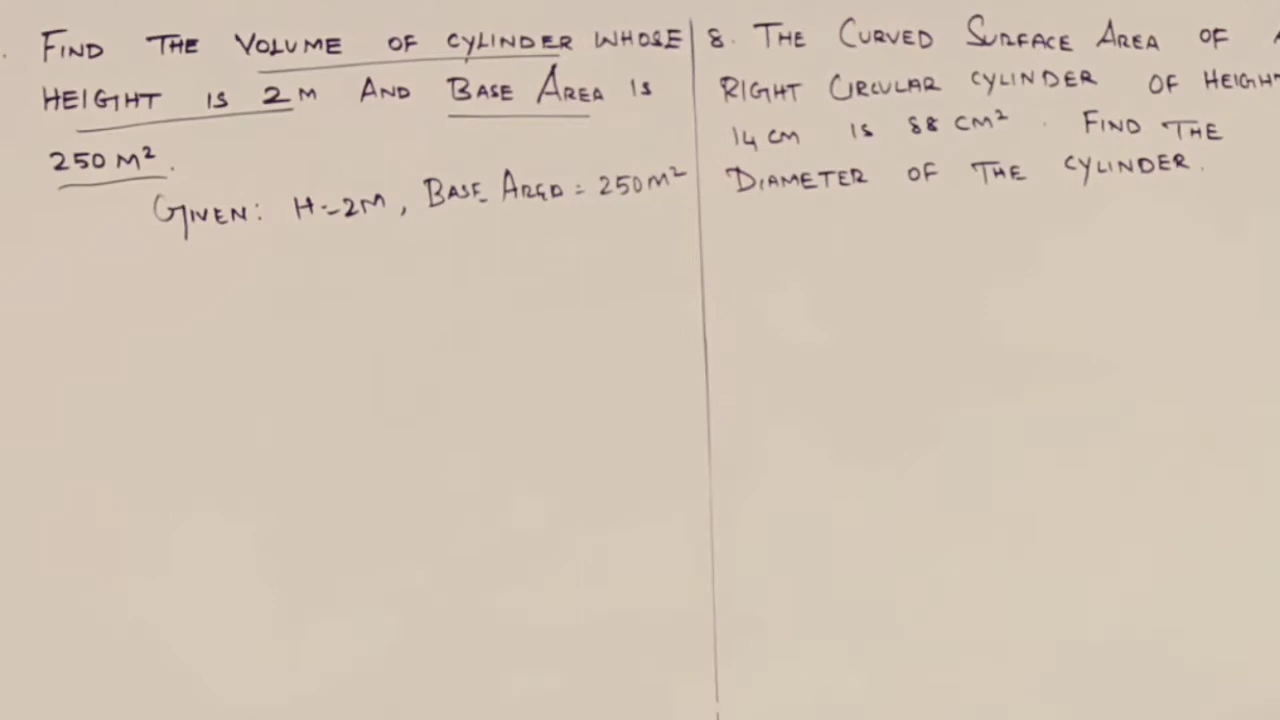 FIND THE VOLUME OF CYLINDER WHOSE
HEIGHT IS 2M AND BASE AREA IS
250 M².
GIVEN: H=2M, BASE AREA = 250M²
8. THE CURVED SURFACE AREA OF A
RIGHT CIRCULAR CYLINDER OF HEIGHT
14 CM IS 88 CM². FIND THE
DIAMETER OF THE CYLINDER.